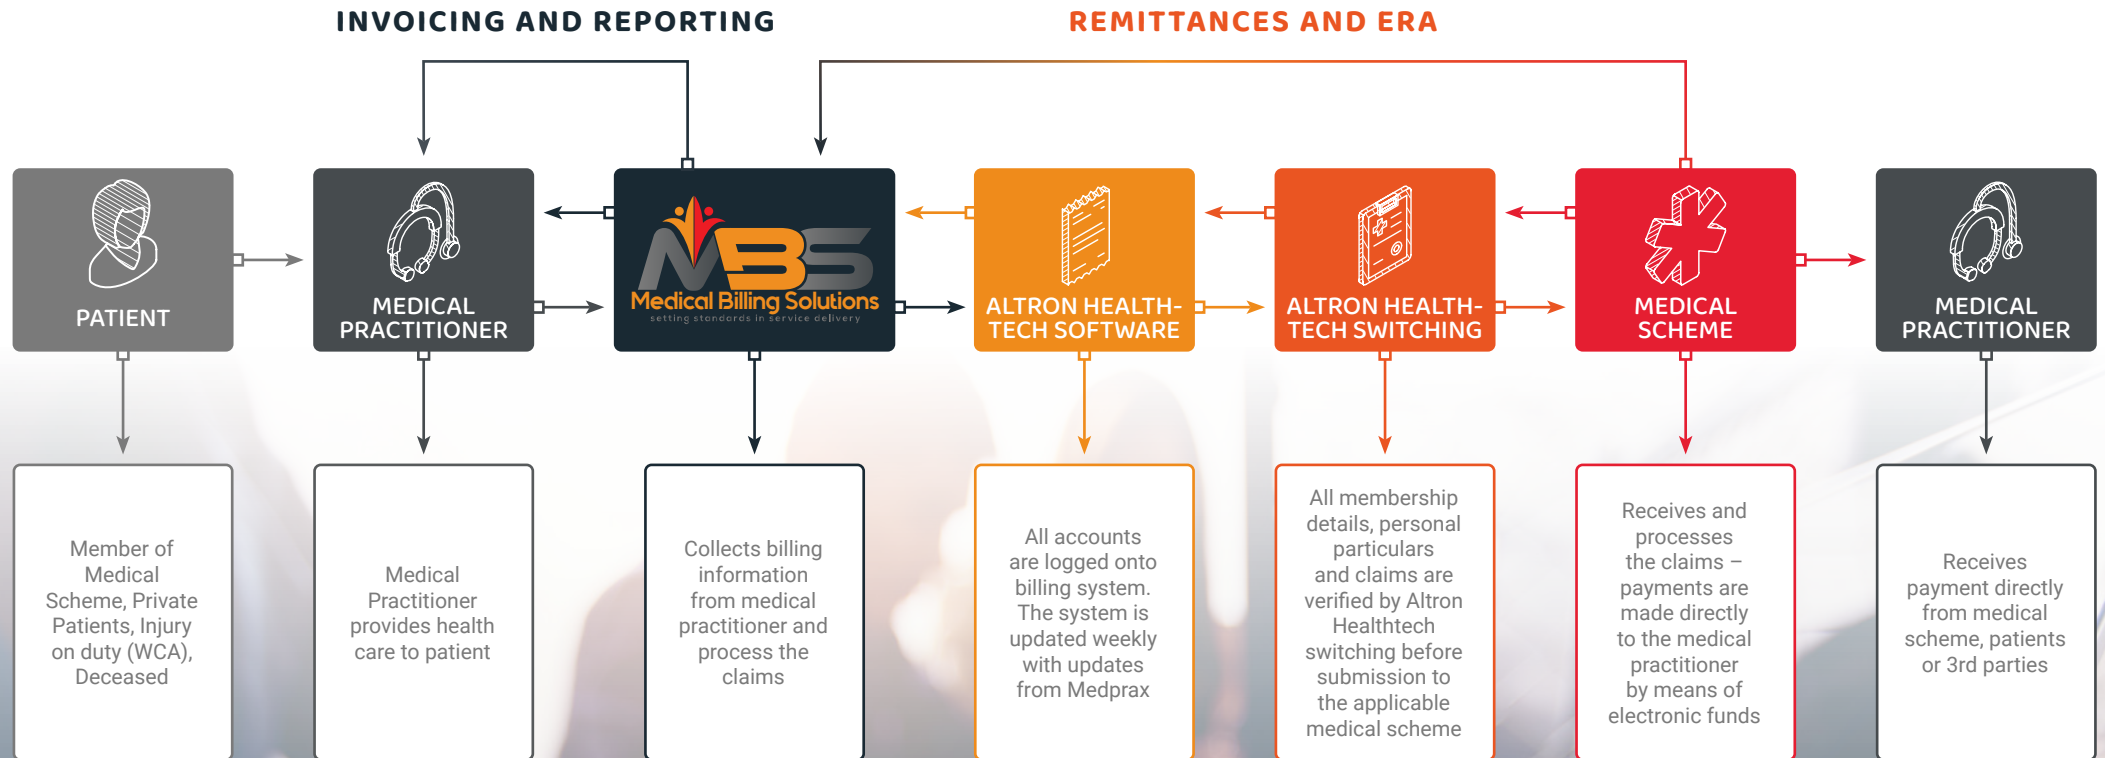 INVOICING AND REPORTING
REMITTANCES AND ERA
PATIENT
MEDICAL
PRACTITIONER
MBS
Medical Billing Solutions
setting standards in service delivery
ALTRON HEALTH-
TECH SOFTWARE
ALTRON HEALTH-
TECH SWITCHING
MEDICAL
SCHEME
MEDICAL
PRACTITIONER
Member of
Medical
Scheme, Private
Patients, Injury
on duty (WCA),
Deceased
Medical
Practitioner
provides health
care to patient
Collects billing
information
from medical
practitioner and
process the
claims
All accounts
are logged onto
billing system.
The system is
updated weekly
with updates
from Medprax
All membership
details, personal
particulars
and claims are
verified by Altron
Healthtech
switching before
submission to
the applicable
medical scheme
Receives and
processes
the claims –
payments are
made directly
to the medical
practitioner
by means of
electronic funds
Receives
payment directly
from medical
scheme, patients
or 3rd parties